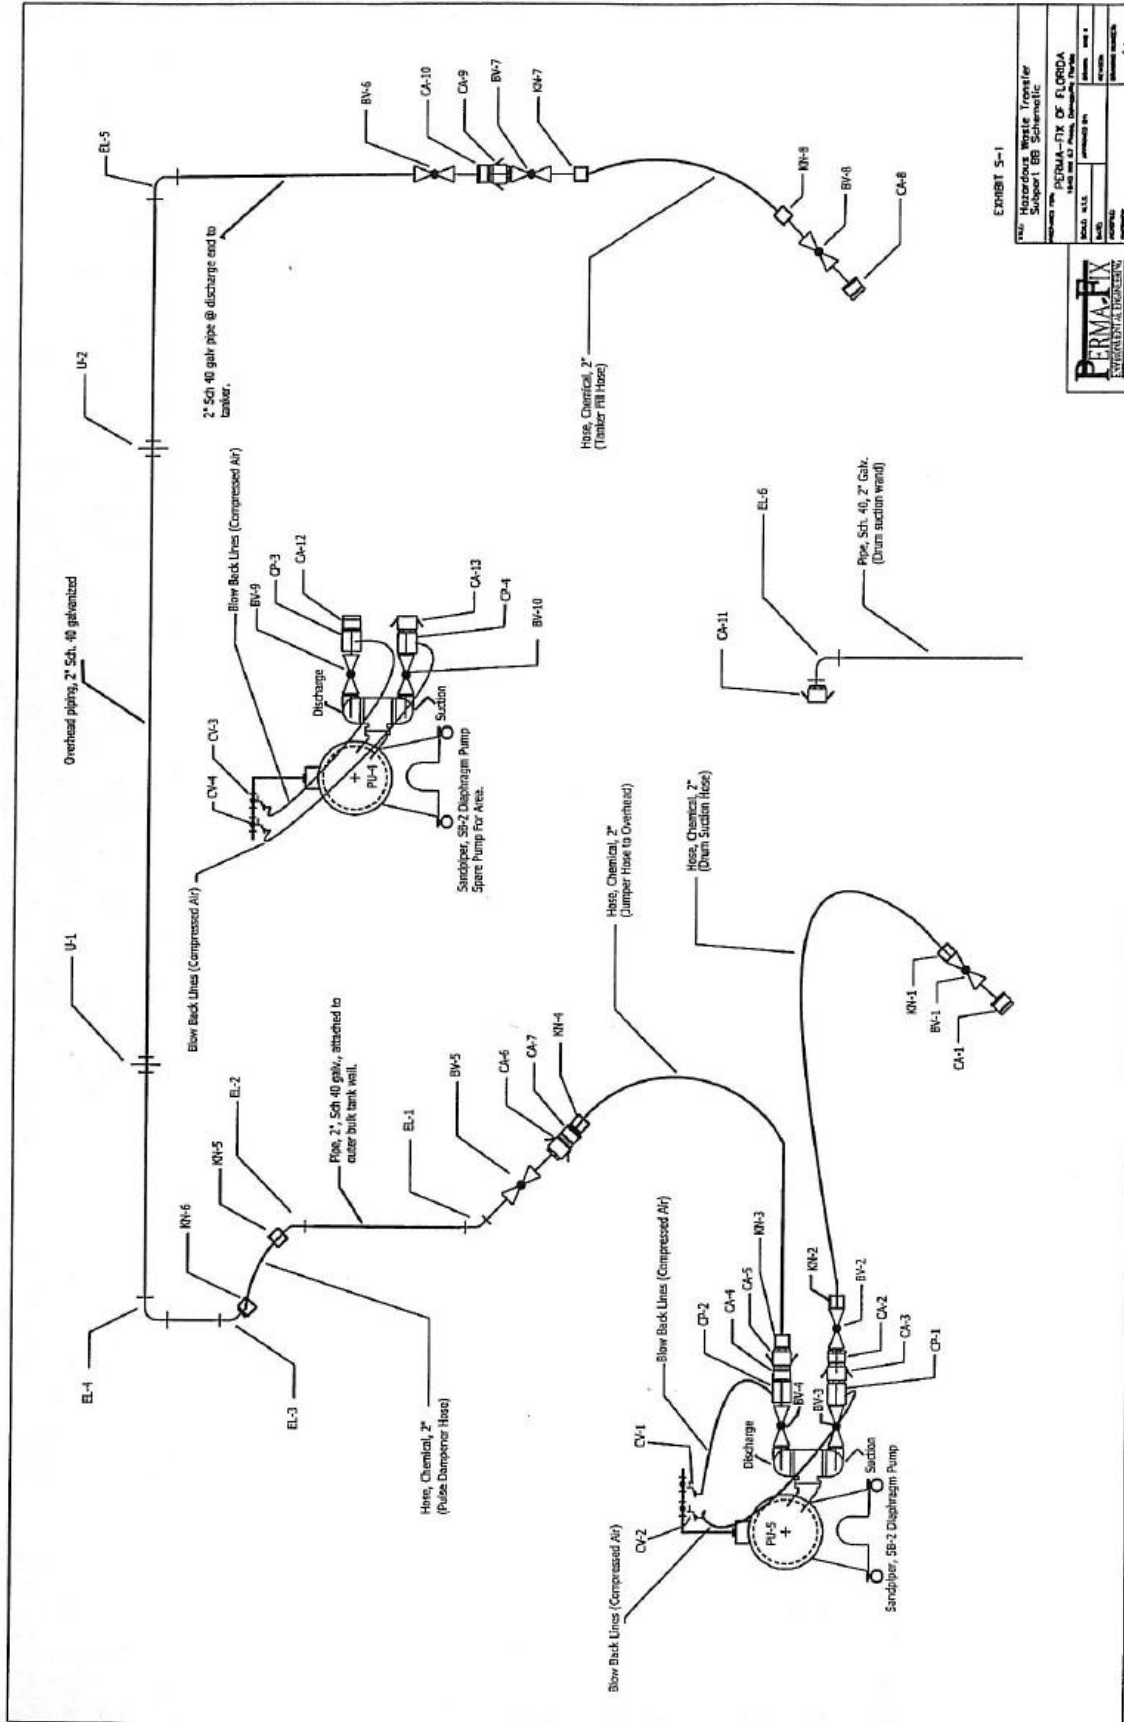 U-1
U-2
EL-5
Overhead piping, 2" Sch. 40 galvanized
EL-4
KN-6
KN-5
EL-2
EL-3
Hose, Chemical, 2"
(Pulse Dampener Hose)
Pipe, 2", Sch 40 galv., attached to
outer bulk tank wall.
EL-1
BV-5
CA-6
CA-7
KN-4
Blow Back Lines (Compressed Air)
CV-4
CV-3
Blow Back Lines (Compressed Air)
BV-9
CP-3
CA-12
Discharge
PU-4
Suction
CA-13
CP-4
BV-10
Sandpiper, SB-2 Diaphragm Pump
Spare Pump For Area.
2" Sch 40 galv pipe @ discharge end to
tanker.
BV-6
CA-10
CA-9
BV-7
KN-7
Hose, Chemical, 2"
(Tanker Fill Hose)
KN-8
BV-8
CA-8
Blow Back Lines (Compressed Air)
CV-2
CV-1
Blow Back Lines (Compressed Air)
CP-2
CA-4
CA-5
KN-3
Discharge
BV-4
BV-3
KN-2
BV-2
CA-2
CA-3
CP-1
PU-5
Suction
Sandpiper, SB-2 Diaphragm Pump
Hose, Chemical, 2"
(Jumper Hose to Overhead)
Hose, Chemical, 2"
(Drum Suction Hose)
KN-1
BV-1
CA-1
CA-11
EL-6
Pipe, Sch. 40, 2" Galv.
(Drum suction wand)
EXHIBIT S-1
PERMA-FIX
ENVIRONMENTAL ENGINEERING
TITLE: Hazardous Waste Transfer
Subpart BB Schematic
PERMA-FIX OF FLORIDA
SCALE: N.T.S.
APPROVED BY:
DATE:
REVISION
DRAWING NUMBER